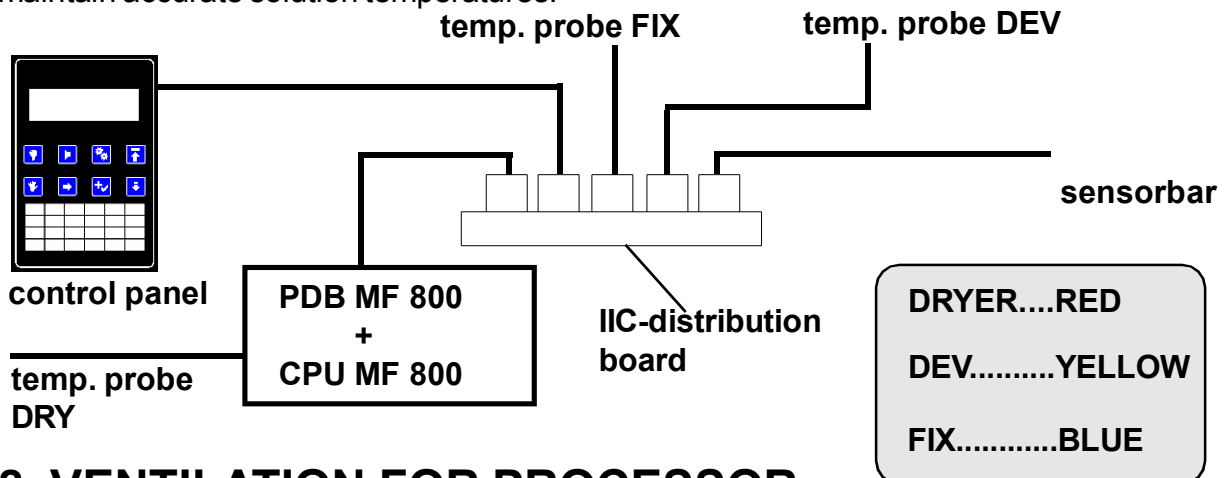 maintain accurate solution temperatures.
temp. probe FIX
temp. probe DEV
sensorbar
control panel
PDB MF 800
+
CPU MF 800
IIC-distribution
board
temp. probe
DRY
DRYER....RED
DEV..........YELLOW
FIX............BLUE
VENTILATION FOR PROCESSOR